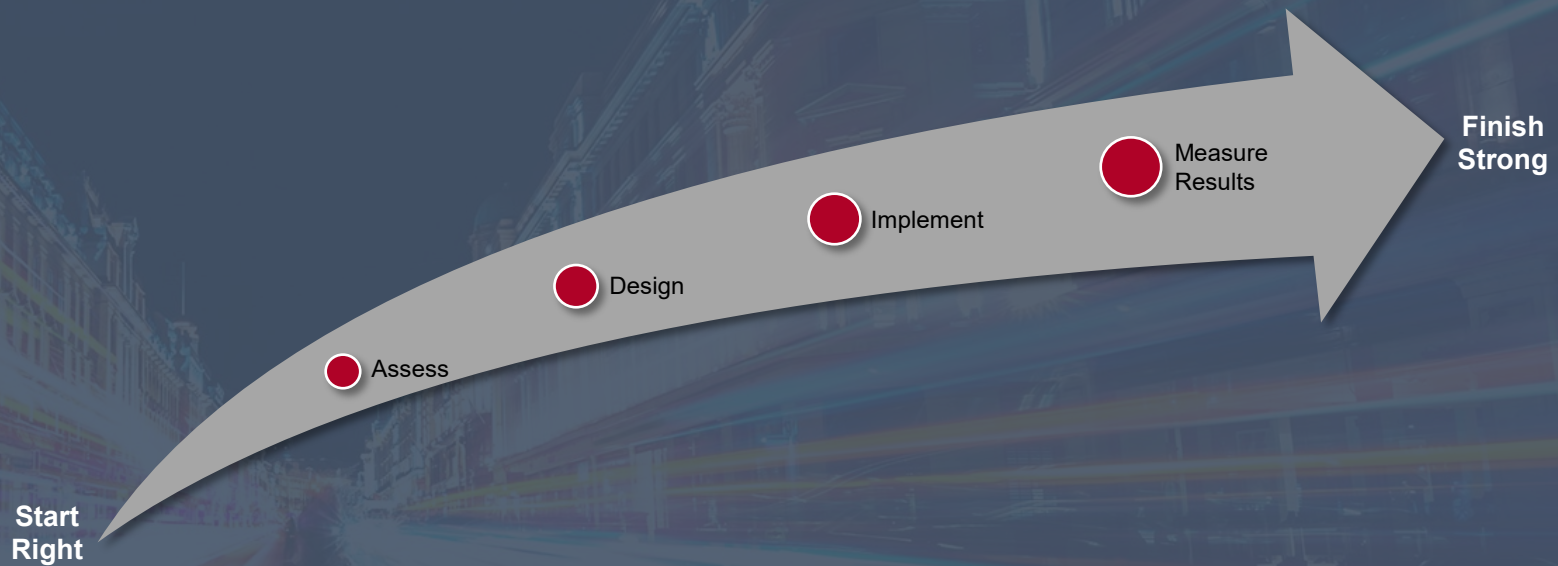 Start
Right
Assess
Design
Implement
Measure
Results
Finish
Strong